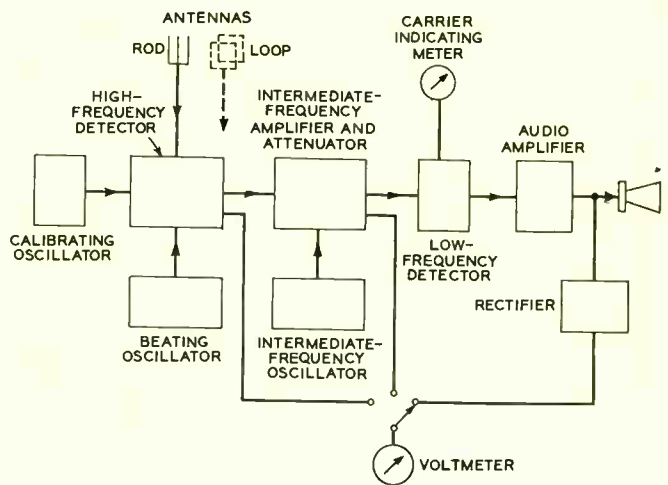 ANTENNAS
ROD
LOOP
CARRIER
INDICATING
METER
HIGH-
FREQUENCY
DETECTOR
INTERMEDIATE-
FREQUENCY
AMPLIFIER AND
ATTENUATOR
AUDIO
AMPLIFIER
CALIBRATING
OSCILLATOR
LOW-
FREQUENCY
DETECTOR
BEATING
OSCILLATOR
INTERMEDIATE-
FREQUENCY
OSCILLATOR
RECTIFIER
VOLTMETER